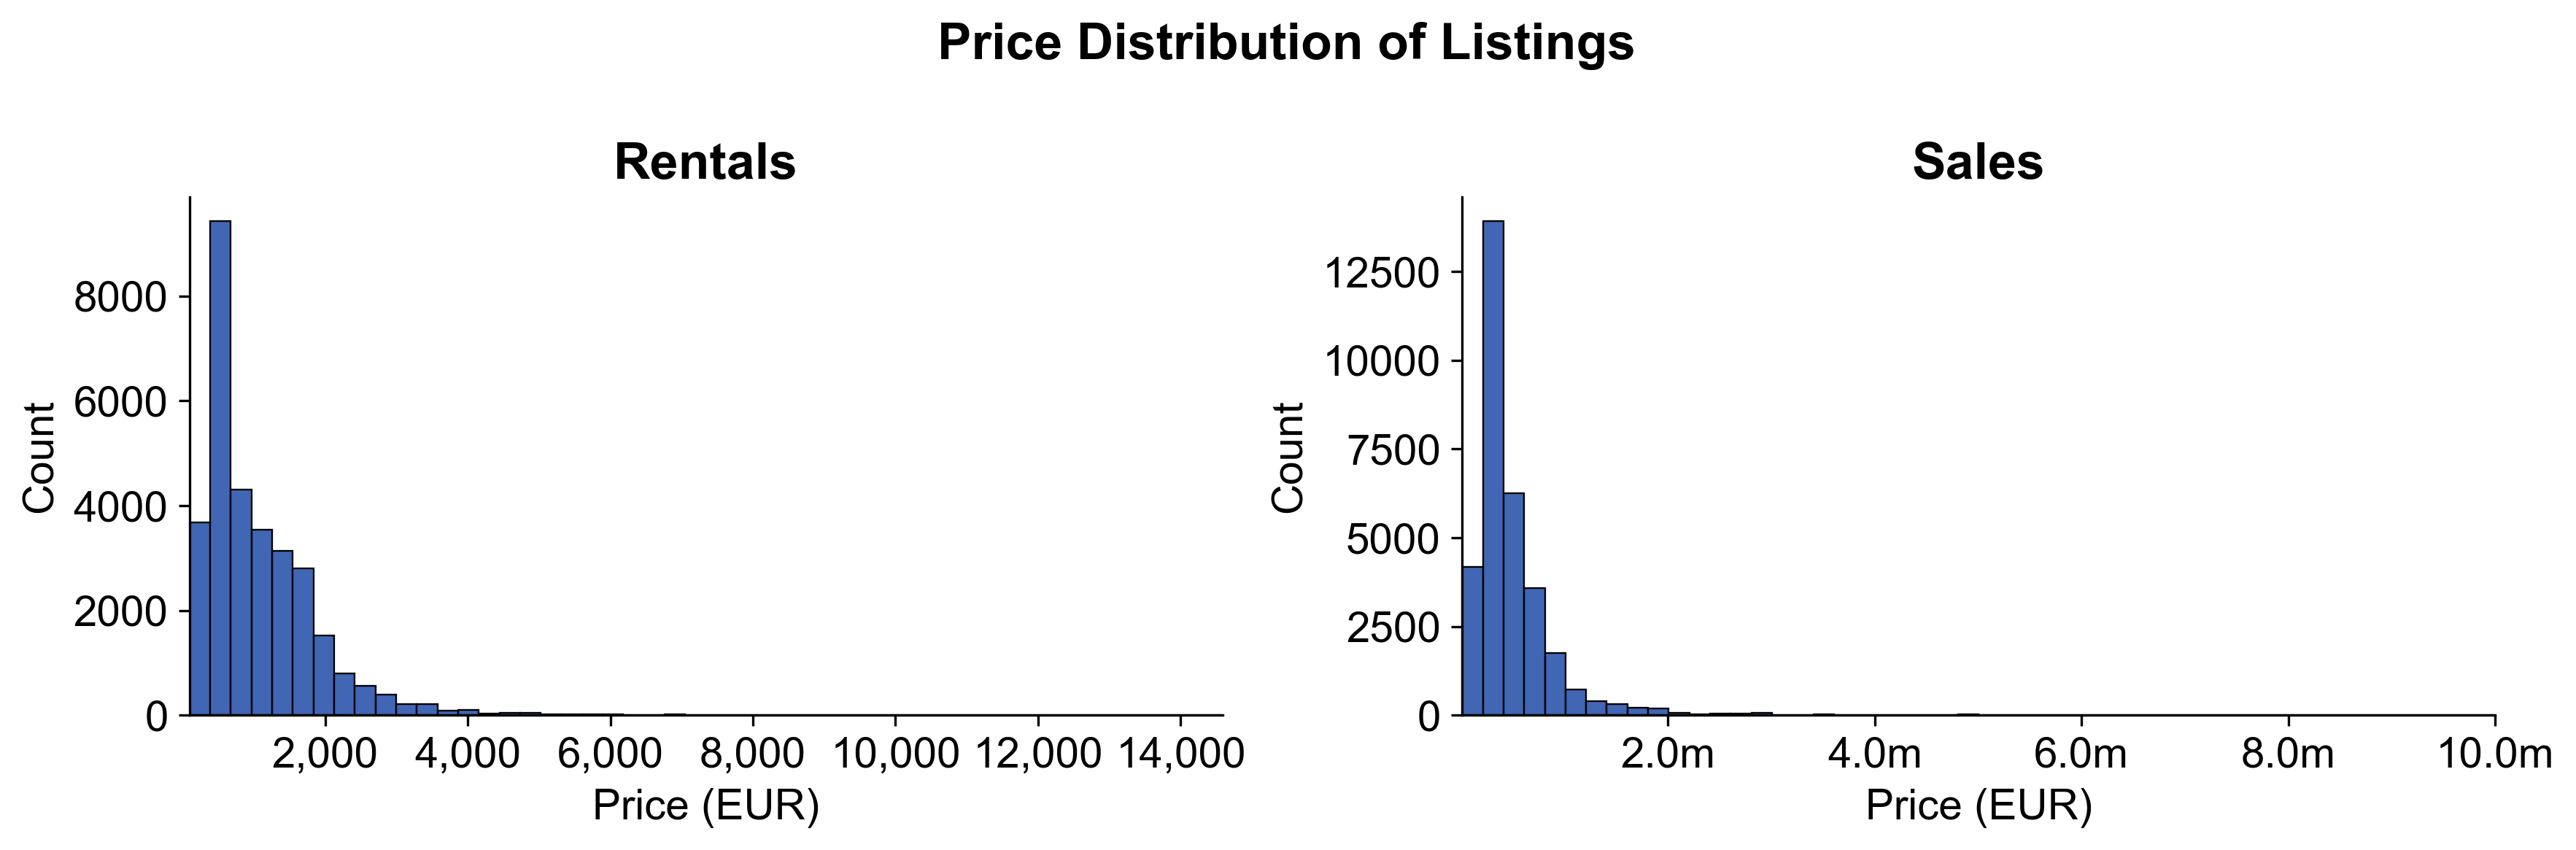 Price Distribution of Listings
Rentals
Count
8000
6000
4000
2000
0
2,000 4,000 6,000 8,000 10,000 12,000 14,000
Price (EUR)
Sales
Count
12500
10000
7500
5000
2500
0
2.0m 4.0m 6.0m 8.0m 10.0m
Price (EUR)